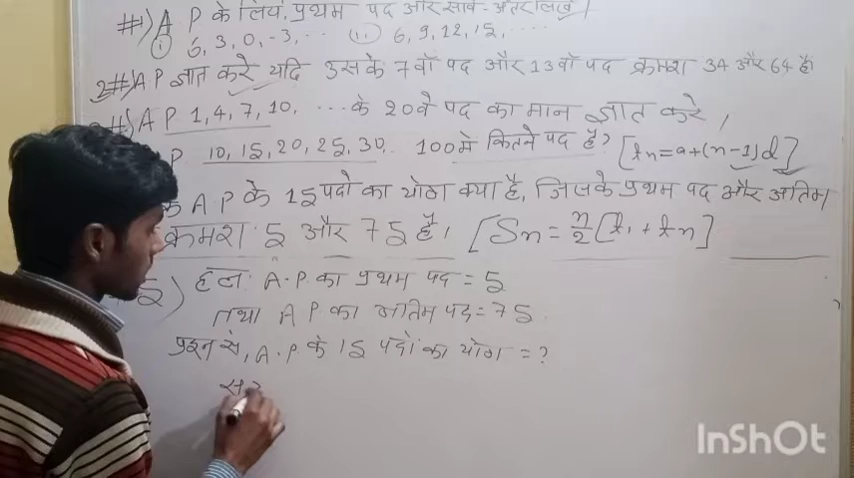 #1) A P के लिये, प्रथम पद और सार्व-अंतर लिखें
(i) 6, 3, 0, -3, ... (ii) 6, 9, 12, 15, ....
2#) A P ज्ञात करे यदि उसके 7वाँ पद और 13वाँ पद क्रमश 34 और 64 है।
#) A P 1, 4, 7, 10, ... के 20वे पद का मान ज्ञात करे,
P. 10, 15, 20, 25, 30.. 100 मे कितने पद है? [tn = a+(n-1)d]
A.P के 15 पदो का योग क्या है, जिसके प्रथम पद और अंतिम
क्रमश: 5 और 75 है। [Sn = n/2 [t1 + tn]
5) हल: A.P का प्रथम पद = 5
तथा A P का अंतिम पद = 75
प्रश्न से, A.P. के 15 पदों का योग = ?
InShOt